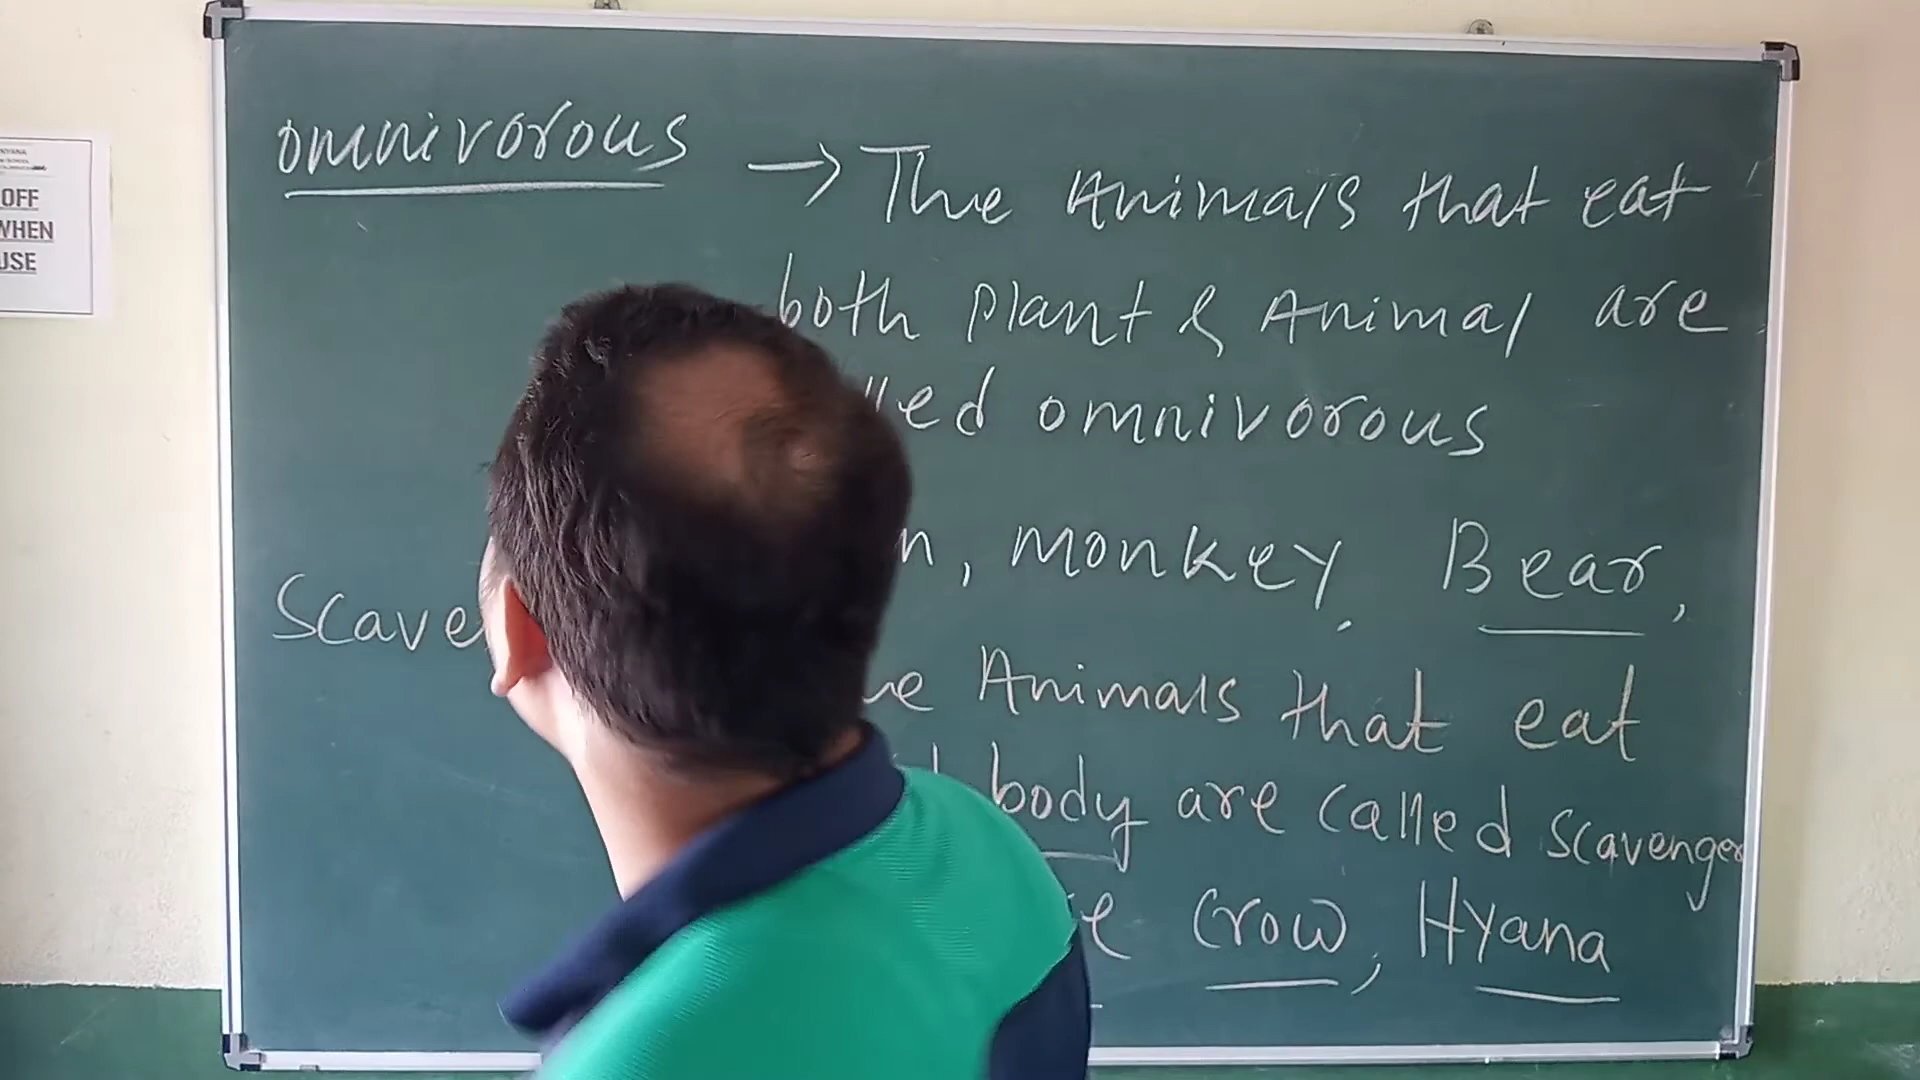 omnivorous → The Animals that eat
both plant & Animal are
lled omnivorous
n, monkey, Bear,
Scave
he Animals that eat
body are called scavenger
e crow, Hyana
OFF
WHEN
USE